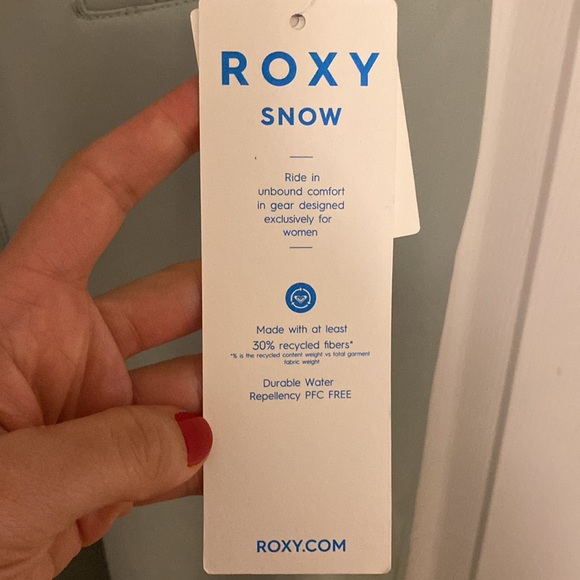 ROXY
SNOW
Ride in
unbound comfort
in gear designed
exclusively for
women
Made with at least
30% recycled fibers*
*% is the recycled content weight vs total garment
fabric weight
Durable Water
Repellency PFC FREE
ROXY.COM